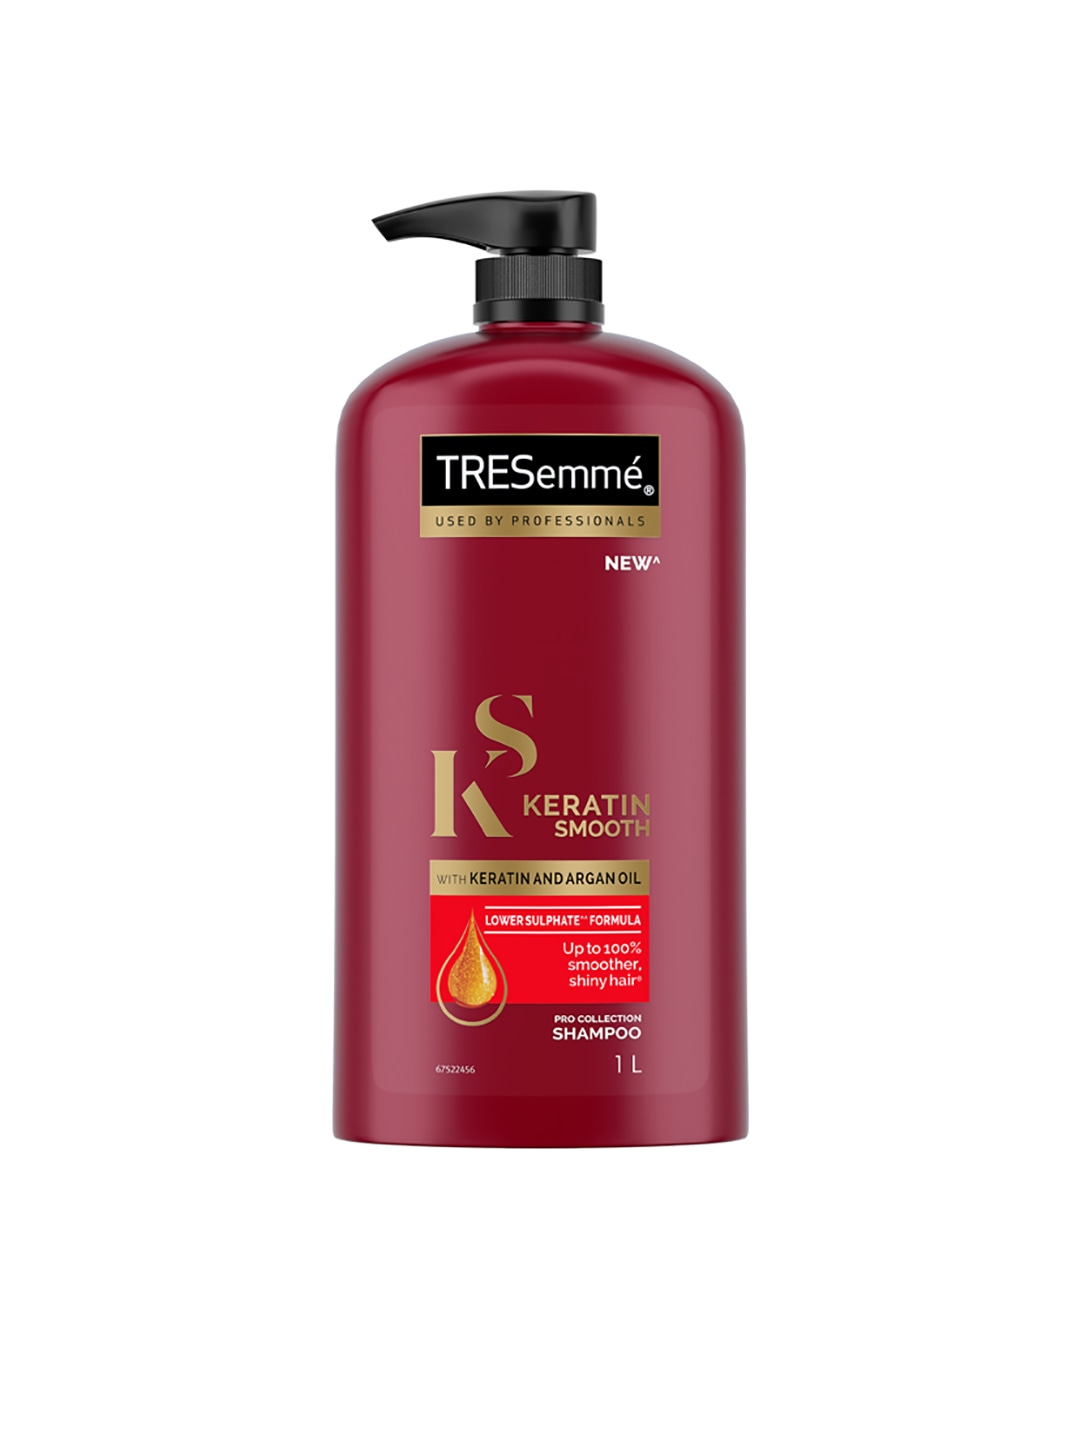 TRESemmé®
USED BY PROFESSIONALS
NEW^
KS
KERATIN
SMOOTH
WITH KERATIN AND ARGAN OIL
LOWER SULPHATE^^ FORMULA
Up to 100%
smoother,
shiny hair®
PRO COLLECTION
SHAMPOO
67522456
1 L